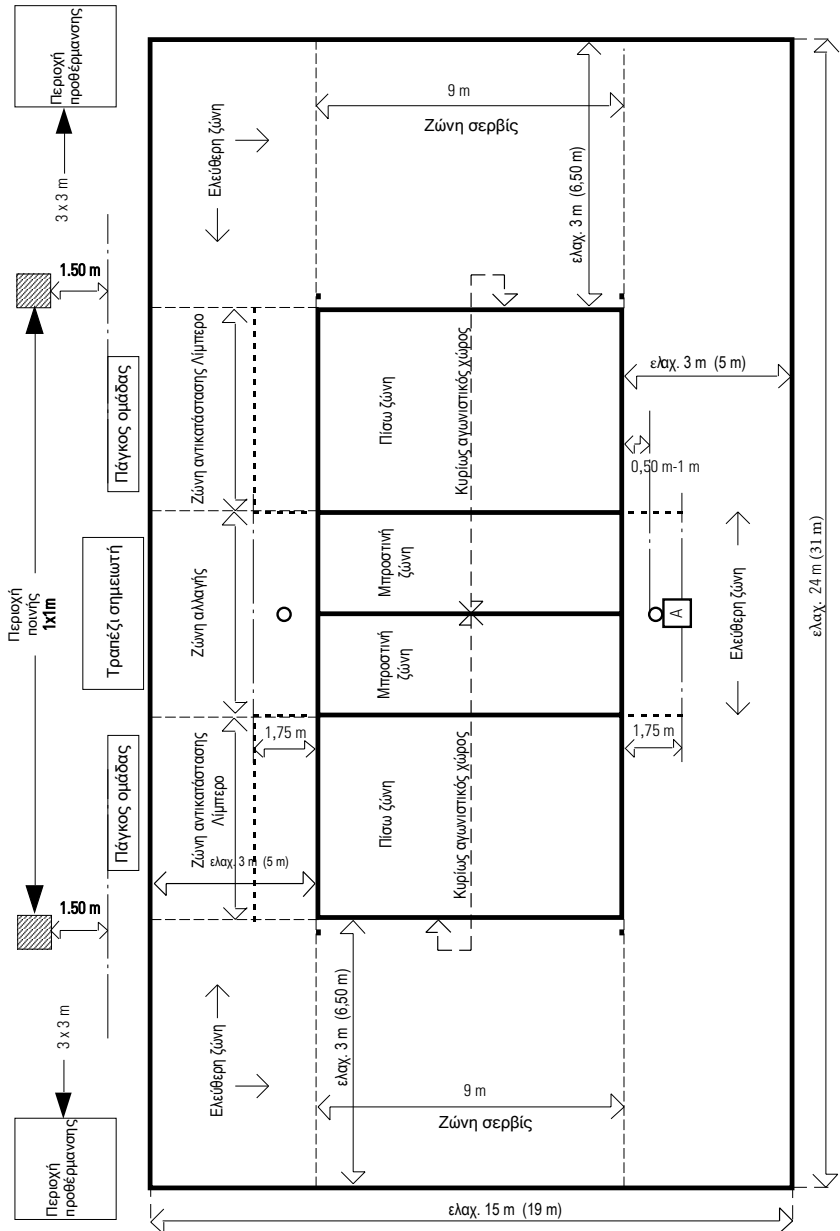 Περιοχή
προθέρμανσης
3 x 3 m
1.50 m
Πάγκος ομάδας
Περιοχή
ποινής
1x1m
Τραπέζι σημειωτή
Πάγκος ομάδας
1.50 m
3 x 3 m
Περιοχή
προθέρμανσης
Ελεύθερη ζώνη
9 m
Ζώνη σερβίς
ελαχ. 3 m (6,50 m)
Ζώνη αντικατάστασης Λίμπερο
Πίσω ζώνη
Κυρίως αγωνιστικός χώρος
ελαχ. 3 m (5 m)
0,50 m-1 m
Ζώνη αλλαγής
Μπροστινή
ζώνη
Μπροστινή
ζώνη
A
Ελεύθερη ζώνη
ελαχ. 24 m (31 m)
1,75 m
1,75 m
Ζώνη αντικατάστασης
Λίμπερο
ελαχ. 3 m (5 m)
Πίσω ζώνη
Κυρίως αγωνιστικός χώρος
Ελεύθερη ζώνη
ελαχ. 3 m (6,50 m)
9 m
Ζώνη σερβίς
ελαχ. 15 m (19 m)